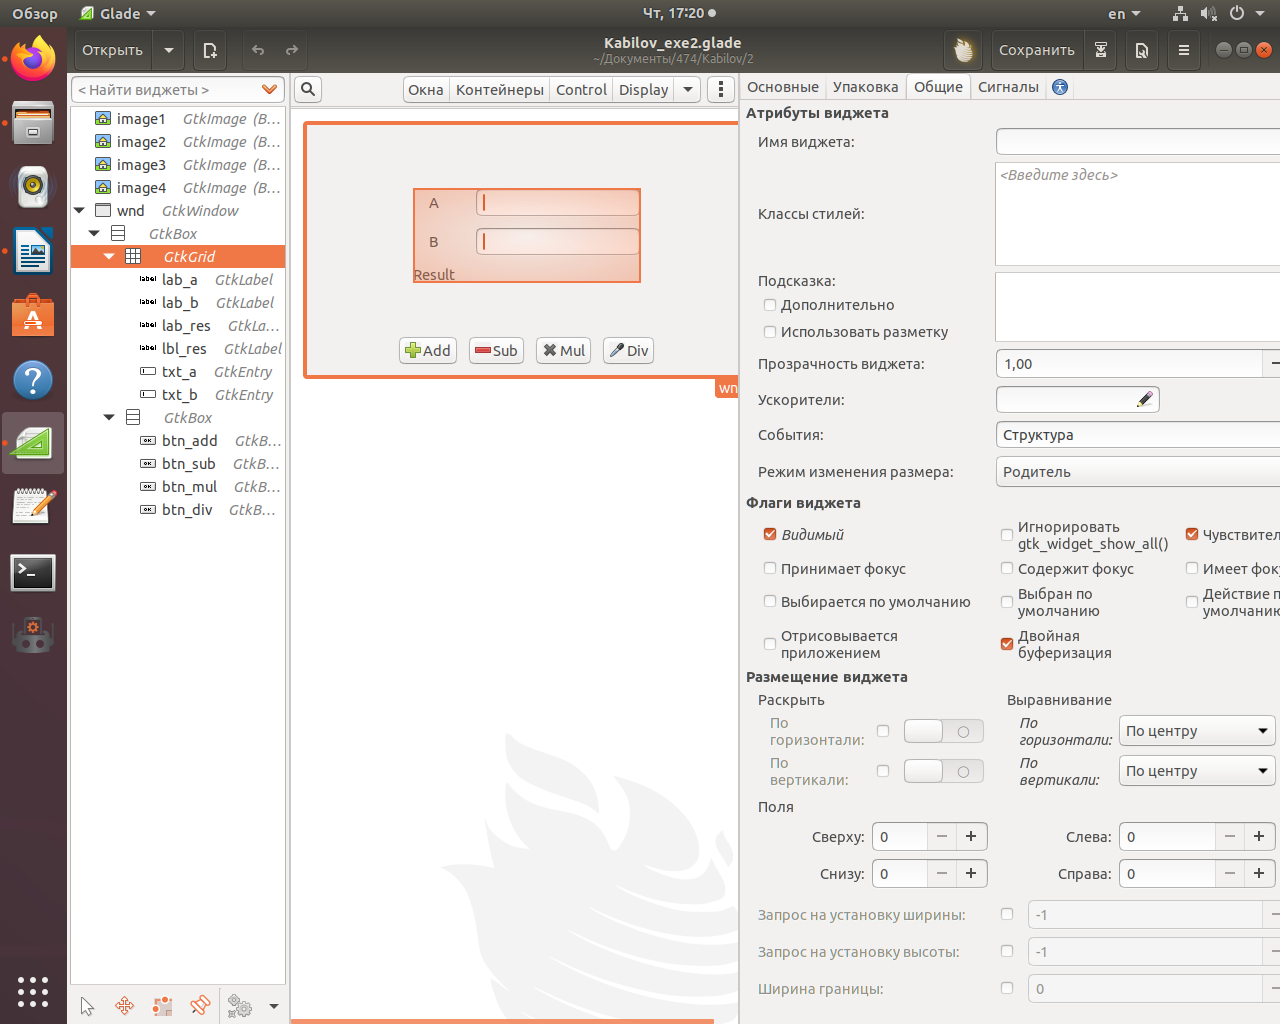 Обзор Glade Чт, 17:20 en
Открыть Kabilov_exe2.glade Сохранить
~/Документы/474/Kabilov/2
< Найти виджеты > Окна Контейнеры Control Display Основные Упаковка Общие Сигналы
image1 GtkImage (B...
image2 GtkImage (B...
image3 GtkImage (B...
image4 GtkImage (B...
wnd GtkWindow
GtkBox
GtkGrid
lab_a GtkLabel
lab_b GtkLabel
lab_res GtkLa...
lbl_res GtkLabel
txt_a GtkEntry
txt_b GtkEntry
GtkBox
btn_add GtkB...
btn_sub GtkB...
btn_mul GtkB...
btn_div GtkB...
A
B
Result
Add Sub Mul Div
wn
Атрибуты виджета
Имя виджета:
Классы стилей: <Введите здесь>
Подсказка:
Дополнительно
Использовать разметку
Прозрачность виджета: 1,00
Ускорители:
События: Структура
Режим изменения размера: Родитель
Флаги виджета
Видимый Игнорировать gtk_widget_show_all() Чувствител
Принимает фокус Содержит фокус Имеет фок
Выбирается по умолчанию Выбран по умолчанию Действие п умолчани
Отрисовывается приложением Двойная буферизация
Размещение виджета
Раскрыть Выравнивание
По горизонтали: По горизонтали: По центру
По вертикали: По вертикали: По центру
Поля
Сверху: 0 Слева: 0
Снизу: 0 Справа: 0
Запрос на установку ширины: -1
Запрос на установку высоты: -1
Ширина границы: 0